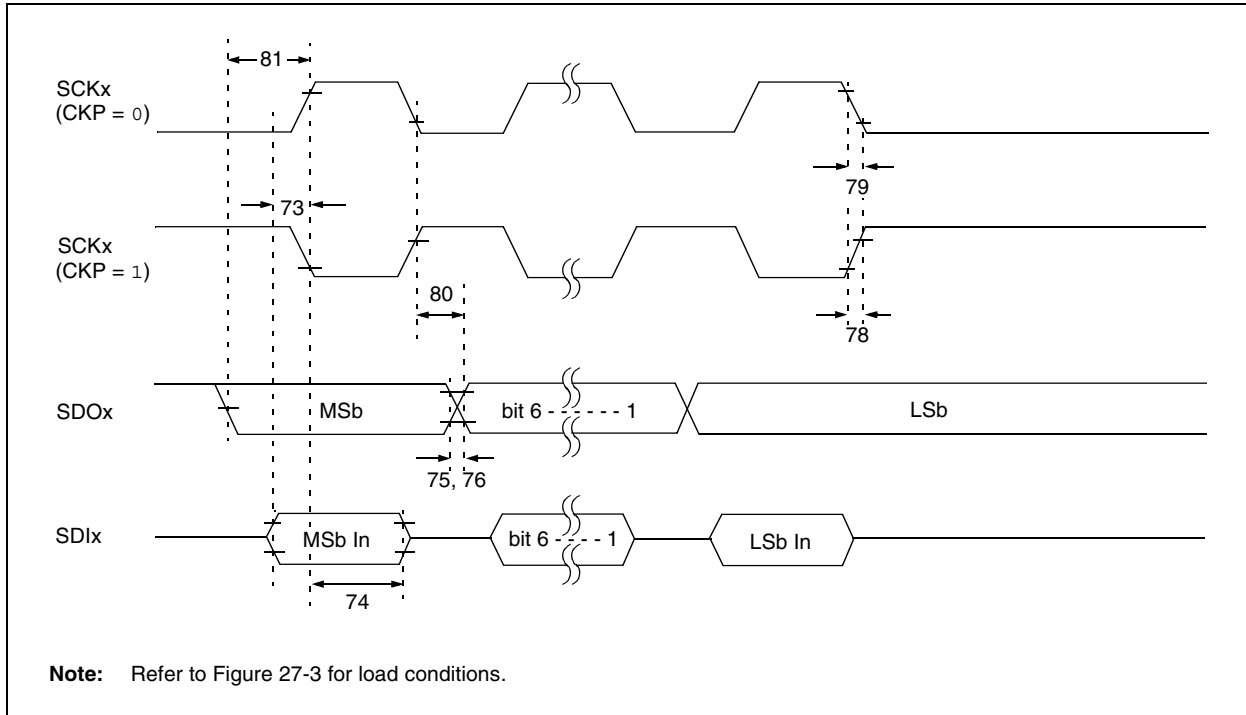 81
SCKx
(CKP = 0)
79
73
SCKx
(CKP = 1)
80
78
SDOx
MSb
bit 6 - - - - - - 1
LSb
75, 76
SDIx
MSb In
bit 6 - - - - - 1
LSb In
74
Note: Refer to Figure 27-3 for load conditions.